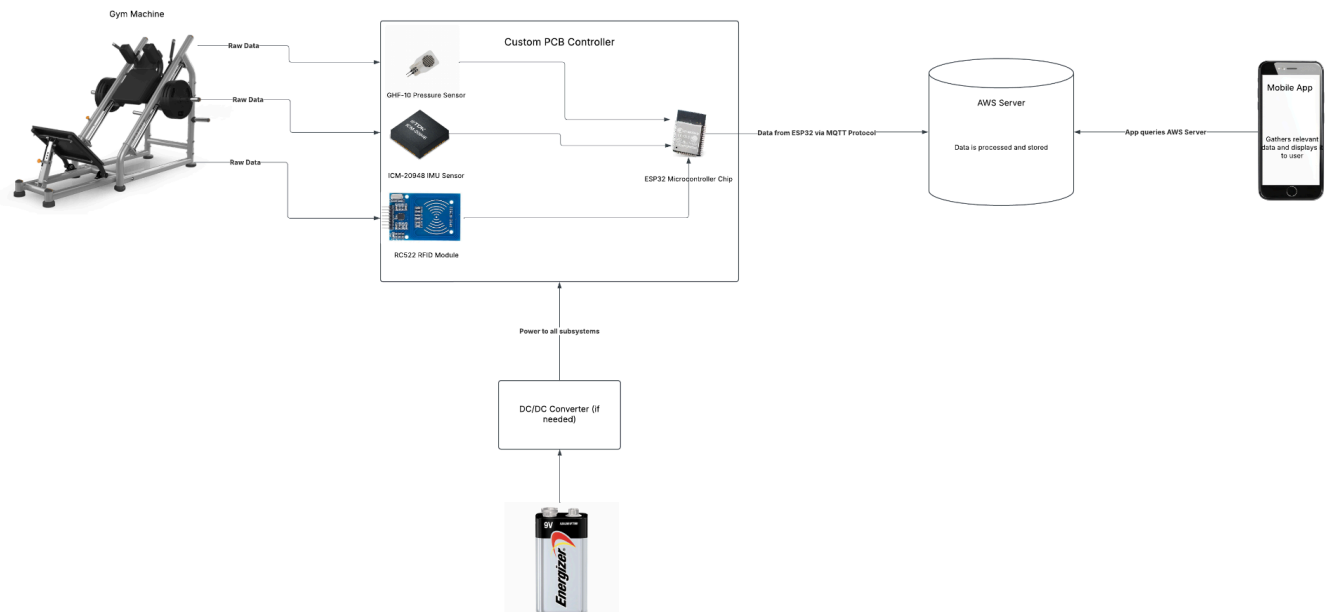 Gym Machine
Raw Data
Raw Data
Raw Data
Custom PCB Controller
GHF-10 Pressure Sensor
ICM-20948 IMU Sensor
RC522 RFID Module
ESP32 Microcontroller Chip
Data from ESP32 via MQTT Protocol
AWS Server
Data is processed and stored
App queries AWS Server
Mobile App
Gathers relevant
data and displays it
to user
Power to all subsystems
DC/DC Converter (if
needed)
9V
Energizer